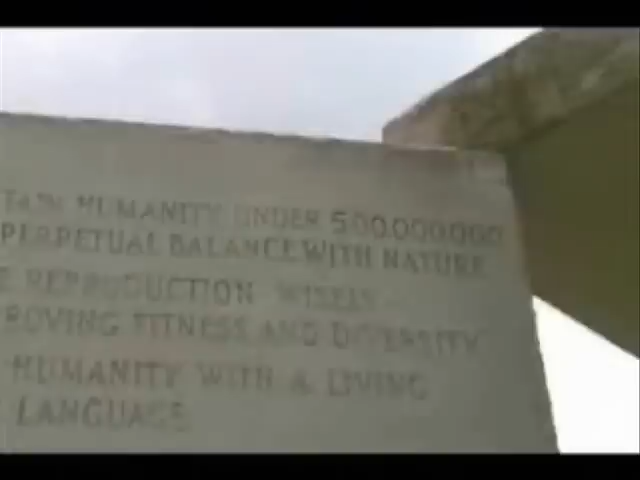 TAIN HUMANITY UNDER 500,000,000
PERPETUAL BALANCE WITH NATURE
E REPRODUCTION WISELY -
ROVING FITNESS AND DIVERSITY
HUMANITY WITH A LIVING
LANGUAGE